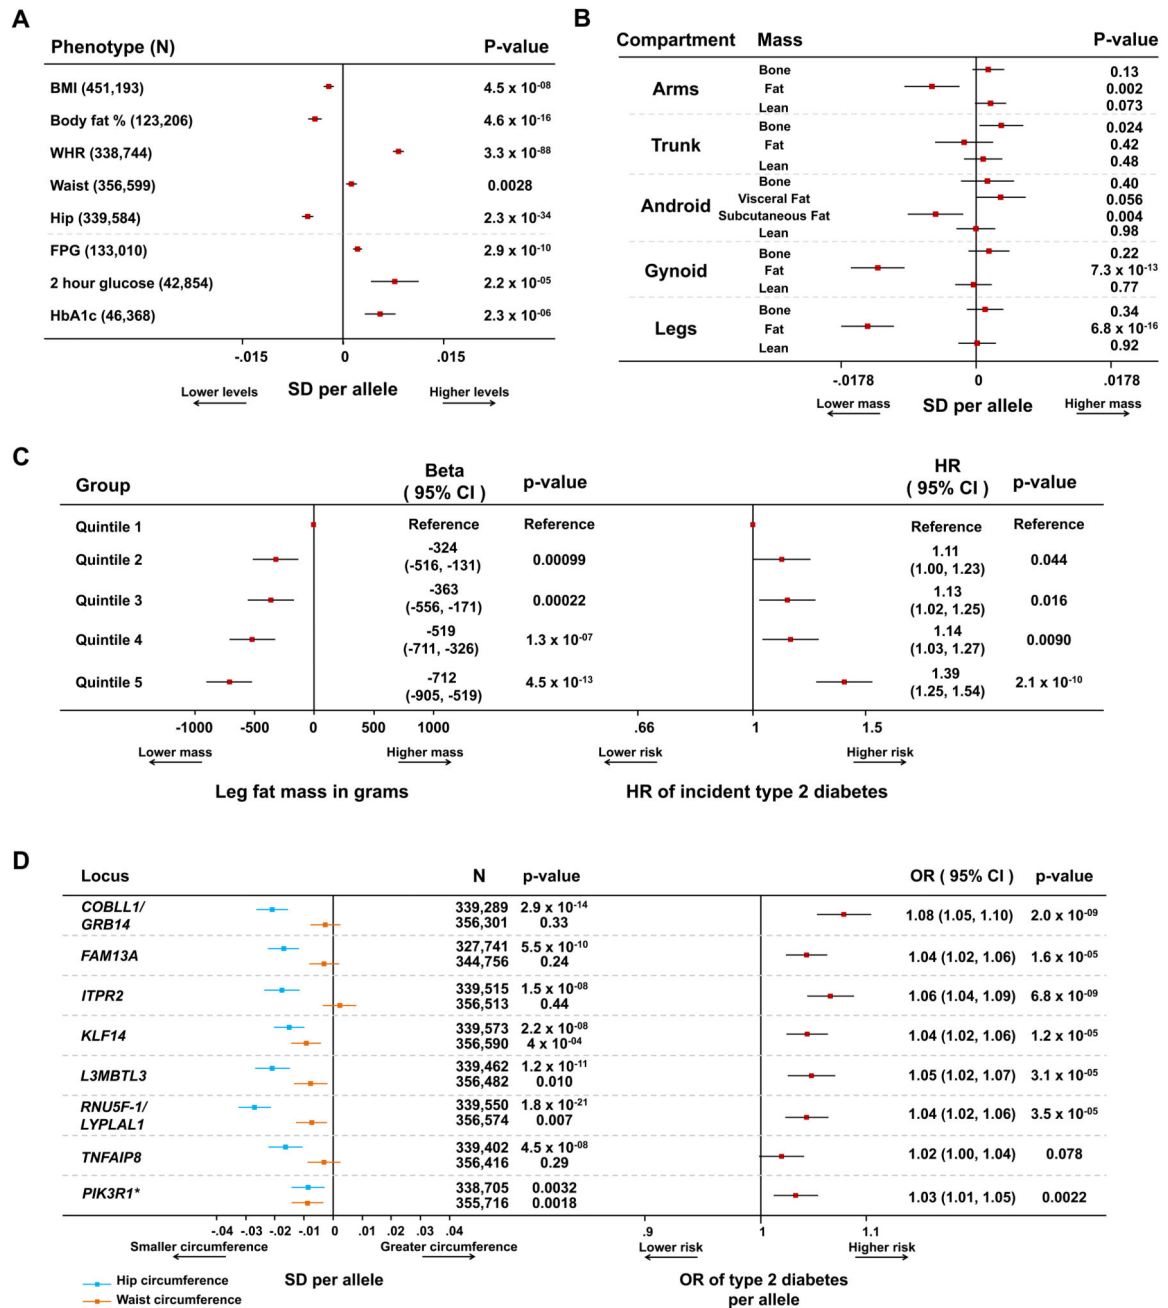 A
Phenotype (N) P-value
BMI (451,193) 4.5 x 10-08
Body fat % (123,206) 4.6 x 10-16
WHR (338,744) 3.3 x 10-88
Waist (356,599) 0.0028
Hip (339,584) 2.3 x 10-34
FPG (133,010) 2.9 x 10-10
2 hour glucose (42,854) 2.2 x 10-05
HbA1c (46,368) 2.3 x 10-06
-.015 0 .015
Lower levels SD per allele Higher levels
B
Compartment Mass P-value
Arms
Bone 0.13
Fat 0.002
Lean 0.073
Trunk
Bone 0.024
Fat 0.42
Lean 0.48
Android
Bone 0.40
Visceral Fat 0.056
Subcutaneous Fat 0.004
Lean 0.98
Gynoid
Bone 0.22
Fat 7.3 x 10-13
Lean 0.77
Legs
Bone 0.34
Fat 6.8 x 10-16
Lean 0.92
-.0178 0 .0178
Lower mass SD per allele Higher mass
C
Group Beta ( 95% CI ) p-value HR ( 95% CI ) p-value
Quintile 1 Reference Reference Reference Reference
Quintile 2 -324 (-516, -131) 0.00099 1.11 (1.00, 1.23) 0.044
Quintile 3 -363 (-556, -171) 0.00022 1.13 (1.02, 1.25) 0.016
Quintile 4 -519 (-711, -326) 1.3 x 10-07 1.14 (1.03, 1.27) 0.0090
Quintile 5 -712 (-905, -519) 4.5 x 10-13 1.39 (1.25, 1.54) 2.1 x 10-10
-1000 -500 0 500 1000 .66 1 1.5
Lower mass Higher mass Lower risk Higher risk
Leg fat mass in grams HR of incident type 2 diabetes
D
Locus N p-value OR ( 95% CI ) p-value
COBLL1/ 339,289 2.9 x 10-14 1.08 (1.05, 1.10) 2.0 x 10-09
GRB14 356,301 0.33
FAM13A 327,741 5.5 x 10-10 1.04 (1.02, 1.06) 1.6 x 10-05
344,756 0.24
ITPR2 339,515 1.5 x 10-08 1.06 (1.04, 1.09) 6.8 x 10-09
356,513 0.44
KLF14 339,573 2.2 x 10-08 1.04 (1.02, 1.06) 1.2 x 10-05
356,590 4 x 10-04
L3MBTL3 339,462 1.2 x 10-11 1.05 (1.02, 1.07) 3.1 x 10-05
356,482 0.010
RNU5F-1/ 339,550 1.8 x 10-21 1.04 (1.02, 1.06) 3.5 x 10-05
LYPLAL1 356,574 0.007
TNFAIP8 339,402 4.5 x 10-08 1.02 (1.00, 1.04) 0.078
356,416 0.29
PIK3R1* 338,705 0.0032 1.03 (1.01, 1.05) 0.0022
355,716 0.0018
-.04 -.03 -.02 -.01 0 .01 .02 .03 .04 .9 1 1.1
Smaller circumference Greater circumference Lower risk Higher risk
SD per allele OR of type 2 diabetes
per allele
Hip circumference
Waist circumference